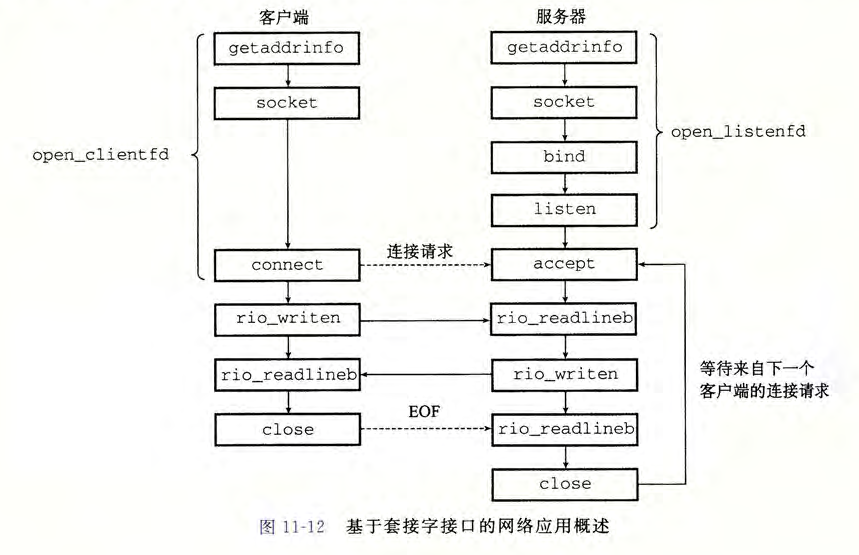 客户端
服务器
getaddrinfo
getaddrinfo
socket
socket
open_clientfd
open_listenfd
bind
listen
连接请求
connect
accept
rio_writen
rio_readlineb
rio_readlineb
rio_writen
等待来自下一个
客户端的连接请求
EOF
close
rio_readlineb
close
图 11-12 基于套接字接口的网络应用概述